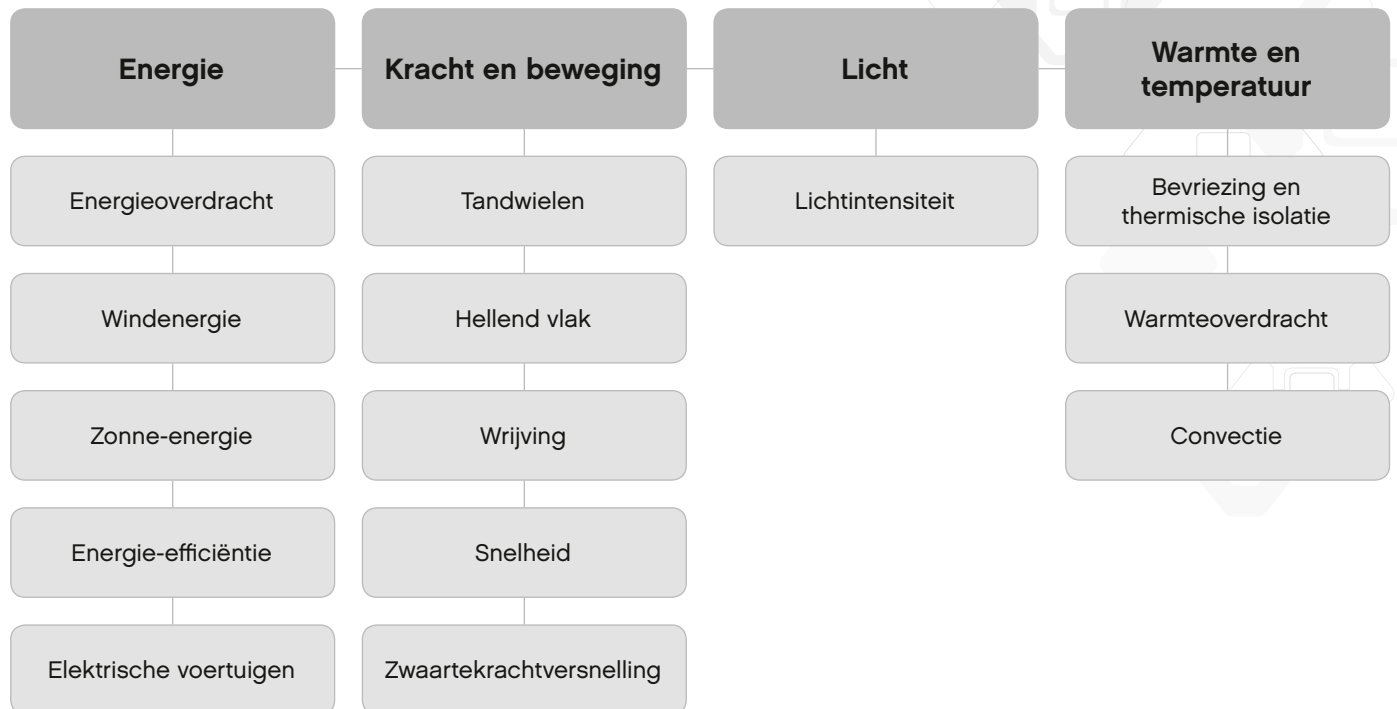 Energie
Energieoverdracht
Windenergie
Zonne-energie
Energie-efficiëntie
Elektrische voertuigen
Kracht en beweging
Tandwielen
Hellend vlak
Wrijving
Snelheid
Zwaartekrachtversnelling
Licht
Lichtintensiteit
Warmte en
temperatuur
Bevriezing en
thermische isolatie
Warmteoverdracht
Convectie